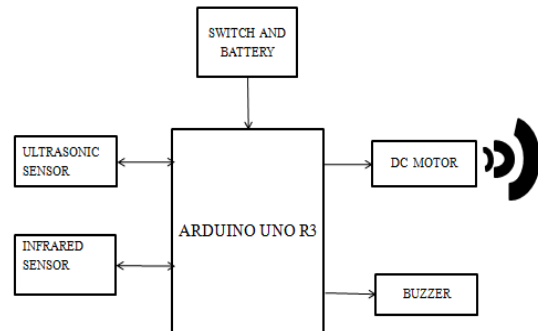 SWITCH AND
BATTERY
ULTRASONIC
SENSOR
DC MOTOR
ARDUINO UNO R3
INFRARED
SENSOR
BUZZER